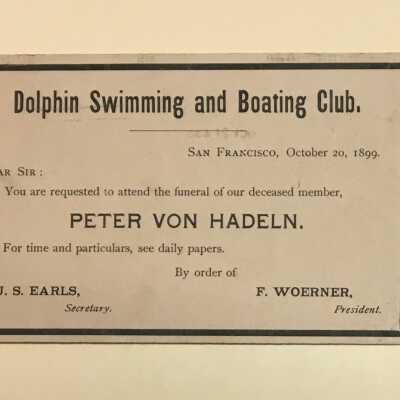 Dolphin Swimming and Boating Club.
San Francisco, October 20, 1899.
AR SIR:
You are requested to attend the funeral of our deceased member,
PETER VON HADELN.
For time and particulars, see daily papers.
By order of
J. S. EARLS, F. WOERNER,
Secretary. President.